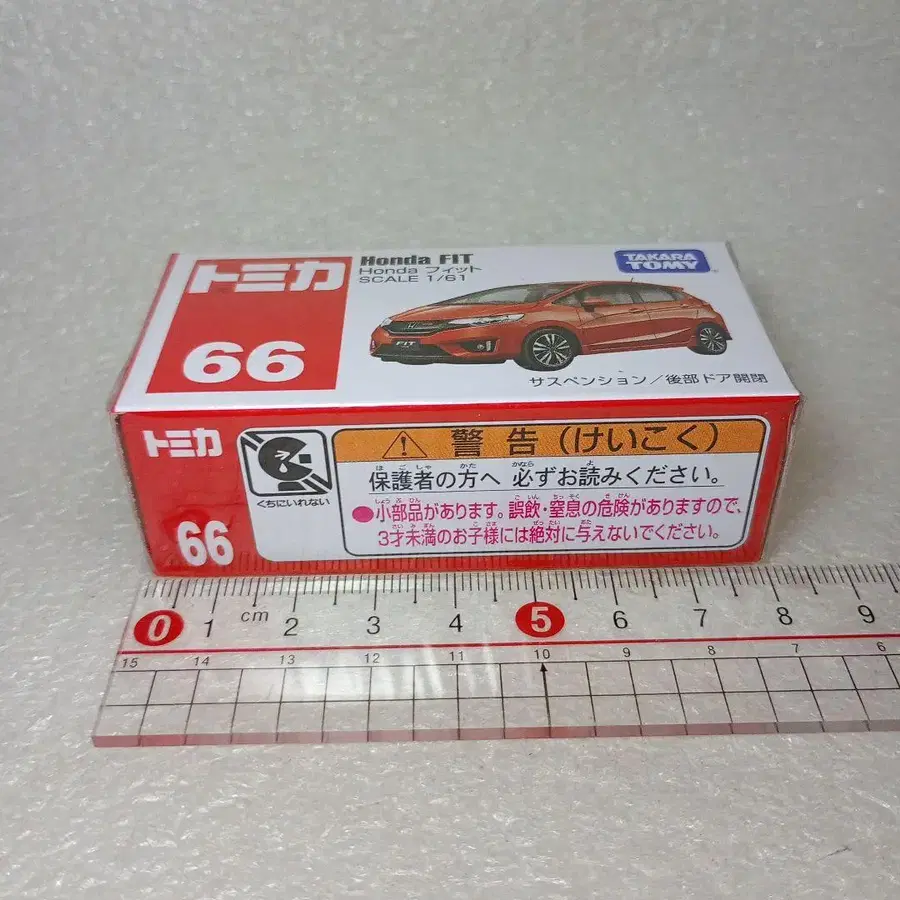 トミカ
66
Honda FIT
Honda フィット
SCALE 1/61
TAKARA
TOMY
FIT
サスペンション/後部ドア開閉
トミカ
66
くちにいれない
警告(けいこく)
保護者の方へ 必ずお読みください。
●小部品があります。誤飲・窒息の危険がありますので、
3才未満のお子様には絶対に与えないでください。
0 1 cm 2 3 4 5 6 7 8 9
15 14 13 12 11 10 9 8 7 6